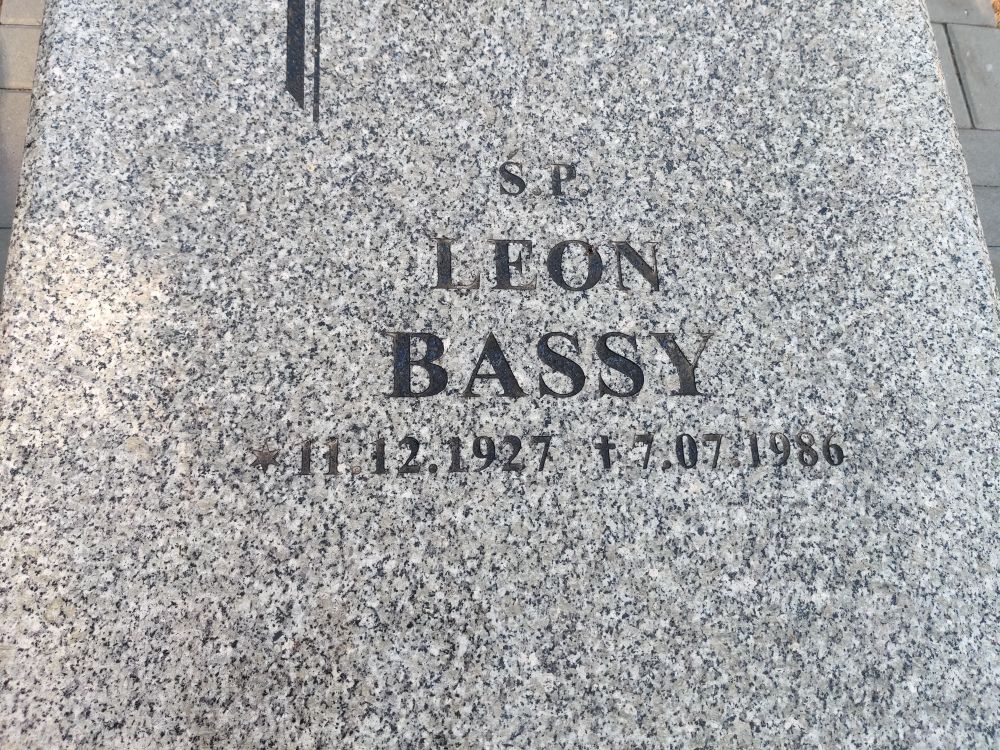 Ś.P.
LEON
BASSY
* 11.12.1927 † 7.07.1986